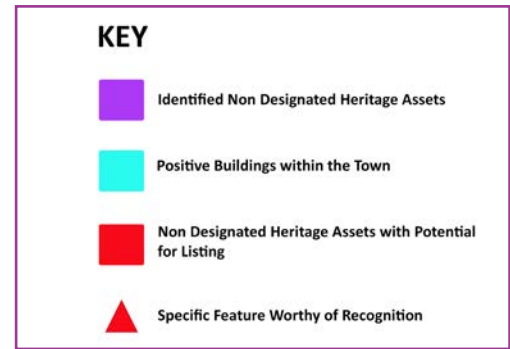 KEY
Identified Non Designated Heritage Assets
Positive Buildings within the Town
Non Designated Heritage Assets with Potential
for Listing
Specific Feature Worthy of Recognition